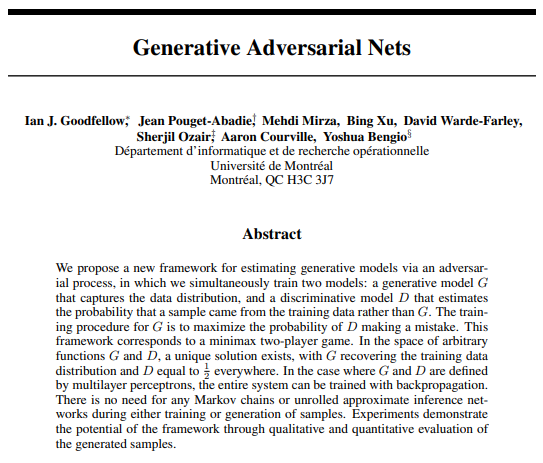 Generative Adversarial Nets
Ian J. Goodfellow,* Jean Pouget-Abadie,† Mehdi Mirza, Bing Xu, David Warde-Farley,
Sherjil Ozair,‡ Aaron Courville, Yoshua Bengio§
Département d'informatique et de recherche opérationnelle
Université de Montréal
Montréal, QC H3C 3J7
Abstract
We propose a new framework for estimating generative models via an adversar-
ial process, in which we simultaneously train two models: a generative model G
that captures the data distribution, and a discriminative model D that estimates
the probability that a sample came from the training data rather than G. The train-
ing procedure for G is to maximize the probability of D making a mistake. This
framework corresponds to a minimax two-player game. In the space of arbitrary
functions G and D, a unique solution exists, with G recovering the training data
distribution and D equal to 1/2 everywhere. In the case where G and D are defined
by multilayer perceptrons, the entire system can be trained with backpropagation.
There is no need for any Markov chains or unrolled approximate inference net-
works during either training or generation of samples. Experiments demonstrate
the potential of the framework through qualitative and quantitative evaluation of
the generated samples.